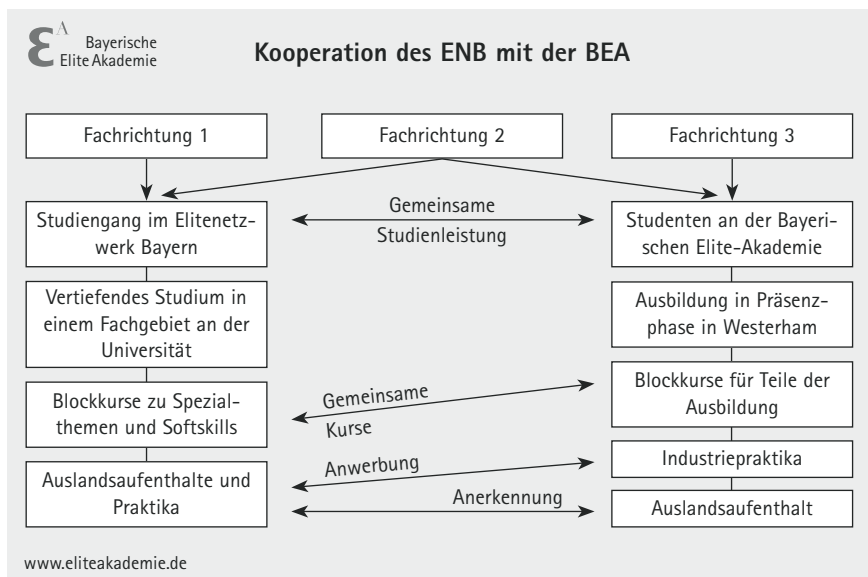 ε^A Bayerische
Elite Akademie
Kooperation des ENB mit der BEA
Fachrichtung 1
Fachrichtung 2
Fachrichtung 3
Studiengang im Elitenetz-
werk Bayern
Gemeinsame
Studienleistung
Studenten an der Bayeri-
schen Elite-Akademie
Vertiefendes Studium in
einem Fachgebiet an der
Universität
Ausbildung in Präsenz-
phase in Westerham
Blockkurse zu Spezial-
themen und Softskills
Gemeinsame
Kurse
Blockkurse für Teile der
Ausbildung
Auslandsaufenthalte und
Praktika
Anwerbung
Industriepraktika
Anerkennung
Auslandsaufenthalt
www.eliteakademie.de